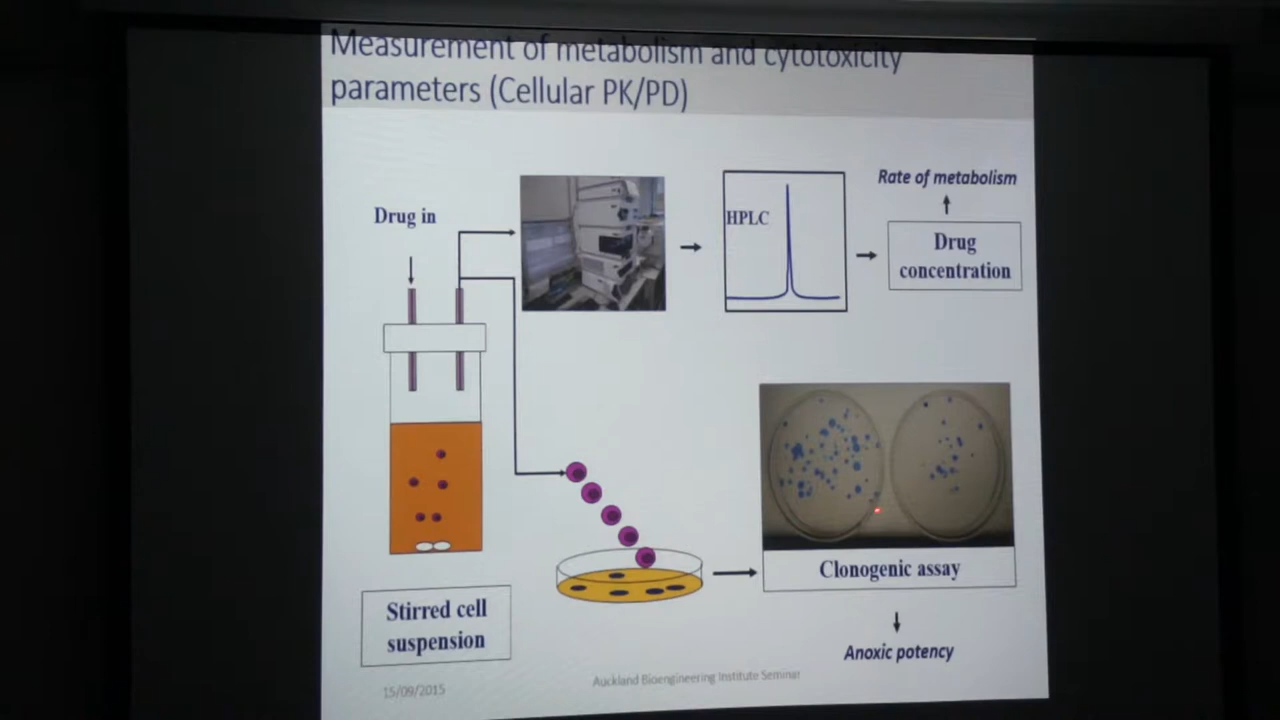 Measurement of metabolism and cytotoxicity
parameters (Cellular PK/PD)
Drug in
HPLC
Rate of metabolism
Drug
concentration
Clonogenic assay
Anoxic potency
Stirred cell
suspension
15/09/2015
Auckland Bioengineering Institute Seminar